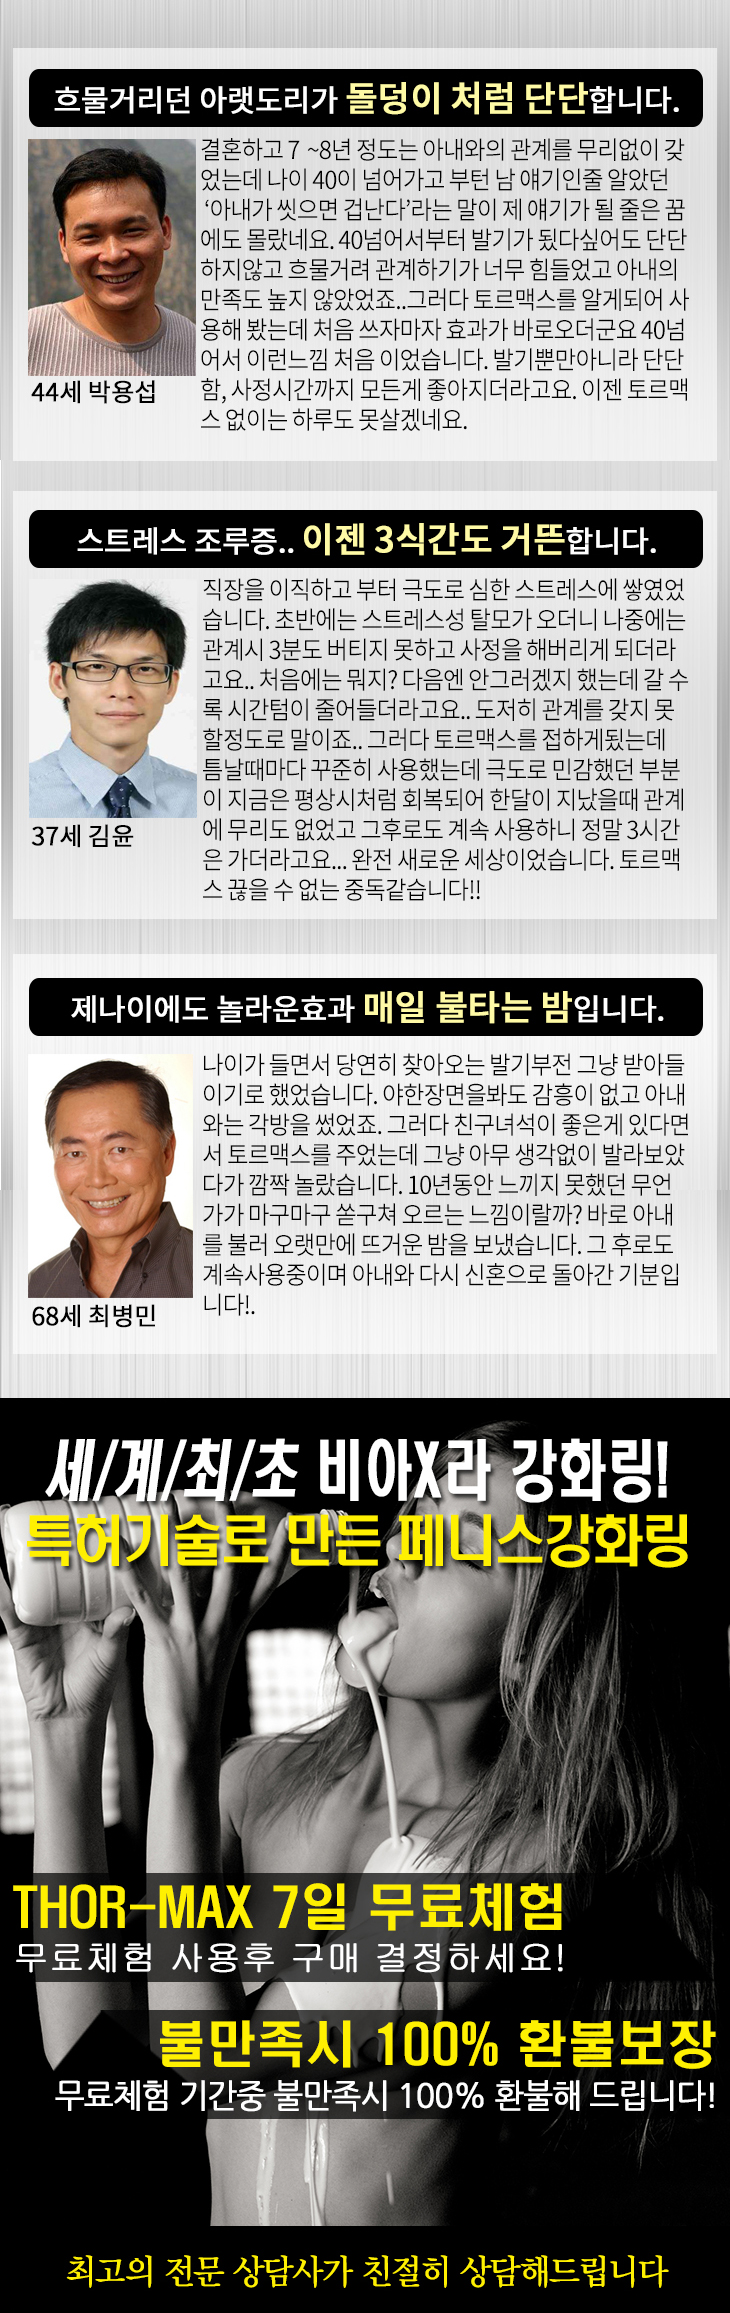 흐물거리던 아랫도리가 돌덩이 처럼 단단합니다.
결혼하고 7 ~8년 정도는 아내와의 관계를 무리없이 갖
었는데 나이 40이 넘어가고 부턴 남 얘기인줄 알았던
‘아내가 씻으면 겁난다’라는 말이 제 얘기가 될 줄은 꿈
에도 몰랐네요. 40넘어서부터 발기가 됬다싶어도 단단
하지않고 흐물거려 관계하기가 너무 힘들었고 아내의
만족도 높지 않았었죠..그러다 토르맥스를 알게되어 사
용해 봤는데 처음 쓰자마자 효과가 바로오더군요 40넘
어서 이런느낌 처음 이었습니다. 발기뿐만아니라 단단
함, 사정시간까지 모든게 좋아지더라고요. 이젠 토르맥
스 없이는 하루도 못살겠네요.
44세 박용섭
스트레스 조루증.. 이젠 3식간도 거뜬합니다.
직장을 이직하고 부터 극도로 심한 스트레스에 쌓였었
습니다. 초반에는 스트레스성 탈모가 오더니 나중에는
관계시 3분도 버티지 못하고 사정을 해버리게 되더라
고요.. 처음에는 뭐지? 다음엔 안그러겠지 했는데 갈 수
록 시간텀이 줄어들더라고요.. 도저히 관계를 갖지 못
할정도로 말이죠.. 그러다 토르맥스를 접하게됬는데
틈날때마다 꾸준히 사용했는데 극도로 민감했던 부분
이 지금은 평상시처럼 회복되어 한달이 지났을때 관계
에 무리도 없었고 그후로도 계속 사용하니 정말 3시간
은 가더라고요... 완전 새로운 세상이었습니다. 토르맥
스 끊을 수 없는 중독같습니다!!
37세 김윤
제나이에도 놀라운효과 매일 불타는 밤입니다.
나이가 들면서 당연히 찾아오는 발기부전 그냥 받아들
이기로 했었습니다. 야한장면을봐도 감흥이 없고 아내
와는 각방을 썼었죠. 그러다 친구녀석이 좋은게 있다면
서 토르맥스를 주었는데 그냥 아무 생각없이 발라보았
다가 깜짝 놀랐습니다. 10년동안 느끼지 못했던 무언
가가 마구마구 쏟구쳐 오르는 느낌이랄까? 바로 아내
를 불러 오랫만에 뜨거운 밤을 보냈습니다. 그 후로도
계속사용중이며 아내와 다시 신혼으로 돌아간 기분입
니다!.
68세 최병민
세/계/최/초 비아X라 강화링!
특허기술로 만든 페니스강화링
THOR-MAX 7일 무료체험
무료체험 사용후 구매 결정하세요!
불만족시 100% 환불보장
무료체험 기간중 불만족시 100% 환불해 드립니다!
최고의 전문 상담사가 친절히 상담해드립니다